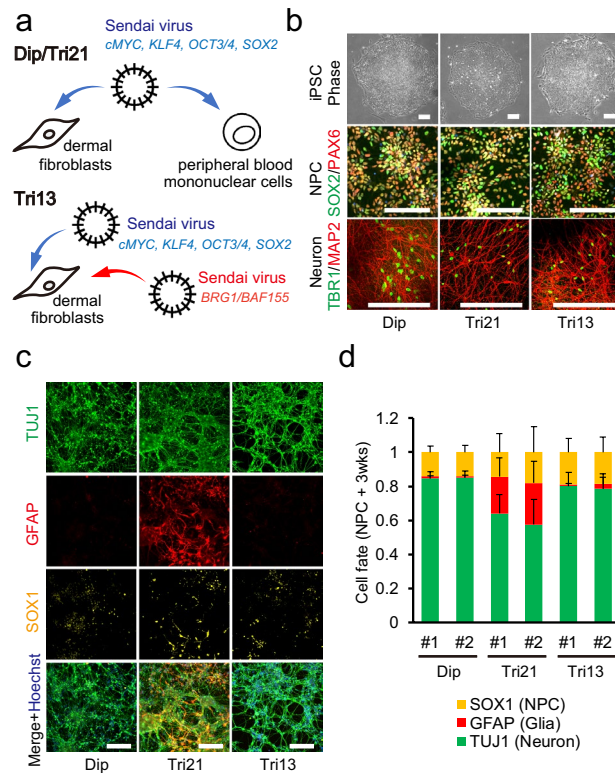 a
Sendai virus
cMYC, KLF4, OCT3/4, SOX2
Dip/Tri21
dermal
fibroblasts
peripheral blood
mononuclear cells
Tri13
Sendai virus
cMYC, KLF4, OCT3/4, SOX2
Sendai virus
BRG1/BAF155
dermal
fibroblasts
b
iPSC
Phase
NPC
SOX2/PAX6
Neuron
TBR1/MAP2
Dip
Tri21
Tri13
c
TUJ1
GFAP
SOX1
Merge+Hoechst
Dip
Tri21
Tri13
d
Cell fate (NPC + 3wks)
1.2
1
0.8
0.6
0.4
0.2
0
#1 #2 #1 #2 #1 #2
Dip Tri21 Tri13
SOX1 (NPC)
GFAP (Glia)
TUJ1 (Neuron)